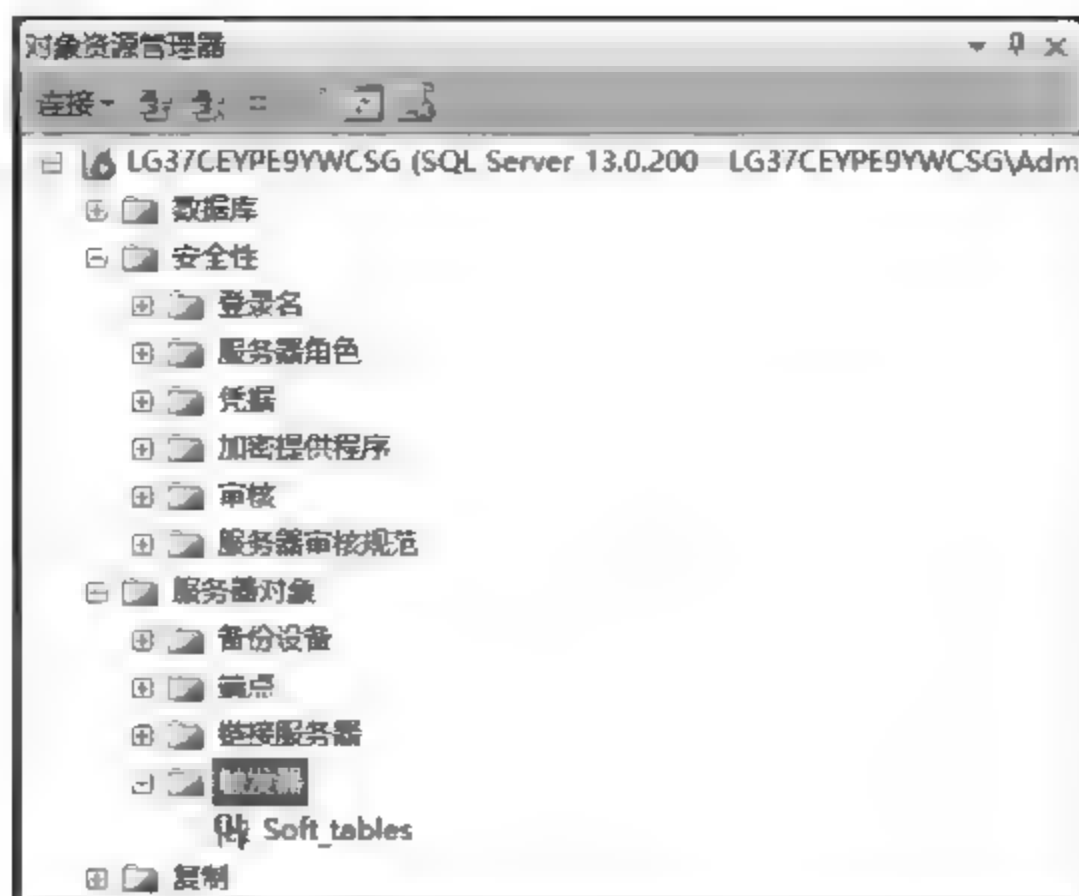 对象资源管理器
连接
LG37CEYPE9YWCSG (SQL Server 13.0.200 LG37CEYPE9YWCSG\Adm
数据库
安全性
登录名
服务器角色
凭据
加密提供程序
审核
服务器审核规范
服务器对象
备份设备
端点
链接服务器
触发器
Soft_tables
复制